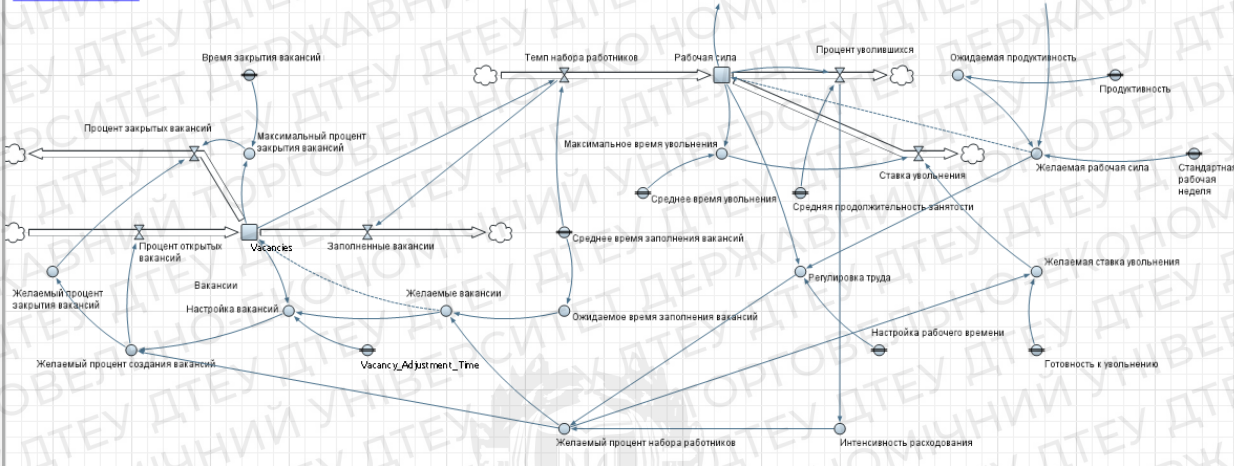 Темп набора работников
Рабочая сила
Процент уволившихся
Время закрытия вакансий
Ожидаемая продуктивность
Продуктивность
Процент закрытых вакансий
Максимальный процент
закрытия вакансий
Максимальное время увольнения
Ставка увольнения
Желаемая рабочая сила
Стандартная
рабочая
неделя
Среднее время увольнения
Средняя продолжительность занятости
Процент открытых
вакансий
Vacancies
Заполненные вакансии
Среднее время заполнения вакансий
Желаемая ставка увольнения
Регулировка труда
Желаемый процент
закрытия вакансий
Вакансии
Желаемые вакансии
Настройка вакансий
Ожидаемое время заполнения вакансий
Настройка рабочего времени
Желаемый процент создания вакансий
Vacancy_Adjustment_Time
Готовность к увольнению
Желаемый процент набора работников
Интенсивность расходования